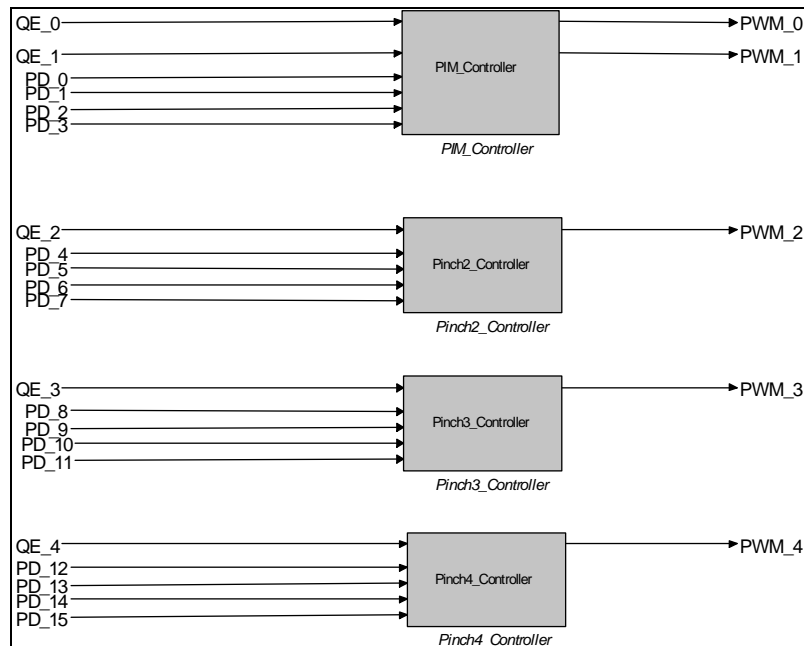 QE_0
PWM_0
QE_1
PWM_1
PIM_Controller
PD_0
PD_1
PD_2
PD_3
PIM_Controller
QE_2
PWM_2
PD_4
Pinch2_Controller
PD_5
PD_6
PD_7
Pinch2_Controller
QE_3
PWM_3
PD_8
Pinch3_Controller
PD_9
PD_10
PD_11
Pinch3_Controller
QE_4
PWM_4
PD_12
Pinch4_Controller
PD_13
PD_14
PD_15
Pinch4_Controller